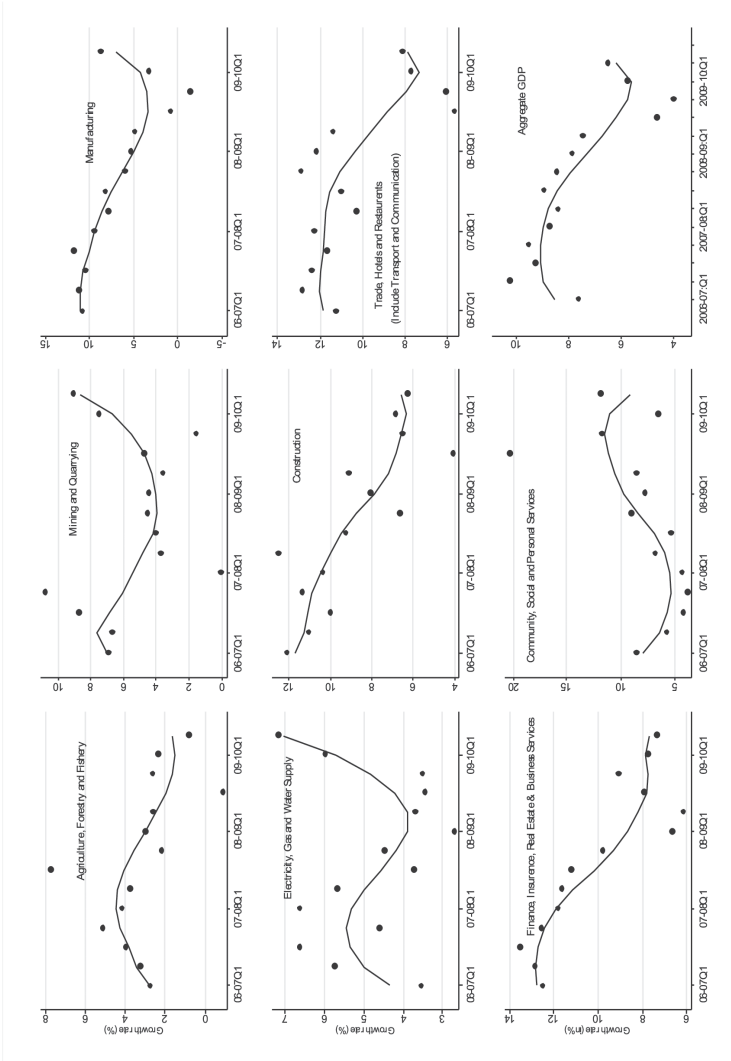 Agriculture, Forestry and Fishery
Growth rate (%)
8
6
4
2
0
06-07Q1 07-08Q1 08-09Q1 09-10Q1
Mining and Quarrying
10
8
6
4
2
0
06-07Q1 07-08Q1 08-09Q1 09-10Q1
Manufacturing
15
10
5
0
-5
06-07Q1 07-08Q1 08-09Q1 09-10Q1
Electricity, Gas and Water Supply
Growth rate (%)
7
6
5
4
3
06-07Q1 07-08Q1 08-09Q1 09-10Q1
Construction
12
10
8
6
4
06-07Q1 07-08Q1 08-09Q1 09-10Q1
Trade, Hotels and Restaurents
(Include Transport and Communication)
14
12
10
8
6
06-07Q1 07-08Q1 08-09Q1 09-10Q1
Finance, Insurence, Real Estate & Business Services
Growth rate (in%)
14
12
10
8
6
06-07Q1 07-08Q1 08-09Q1 09-10Q1
Community, Social and Personal Services
20
15
10
5
06-07Q1 07-08Q1 08-09Q1 09-10Q1
Aggregate GDP
10
8
6
4
2006-07:Q1 2007-08:Q1 2008-09:Q1 2009-10:Q1